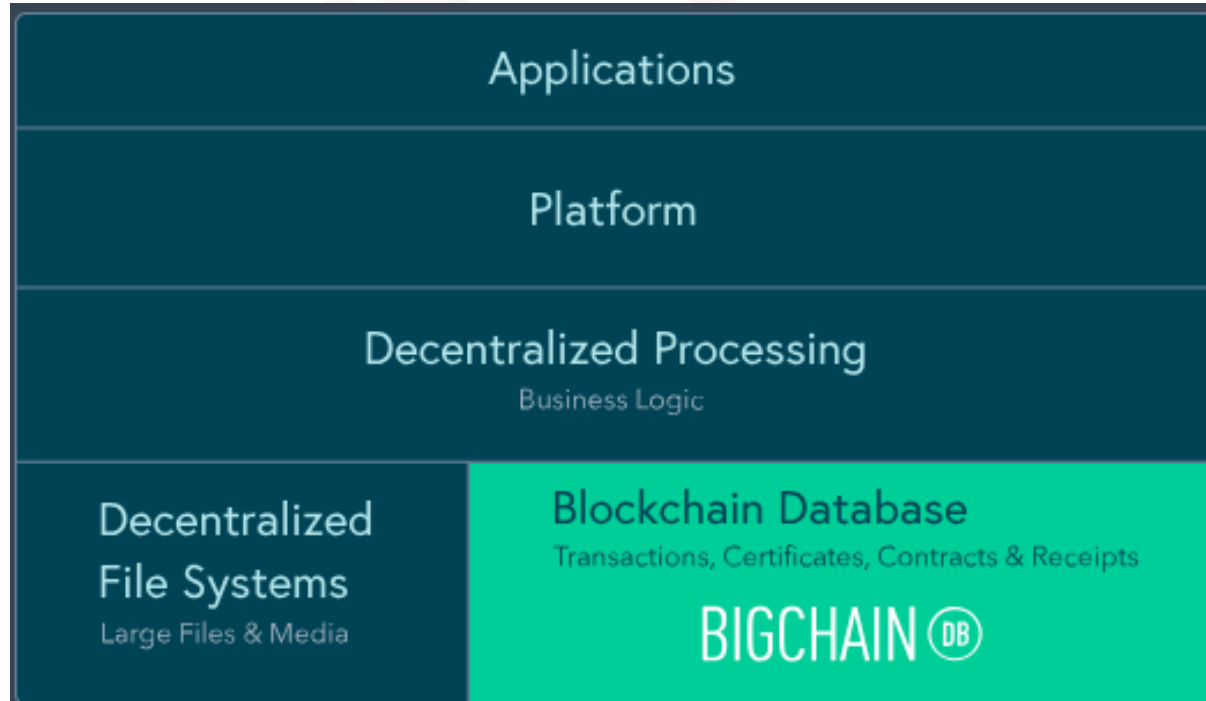 Applications
Platform
Decentralized Processing
Business Logic
Decentralized
File Systems
Large Files & Media
Blockchain Database
Transactions, Certificates, Contracts & Receipts
BIGCHAIN DB